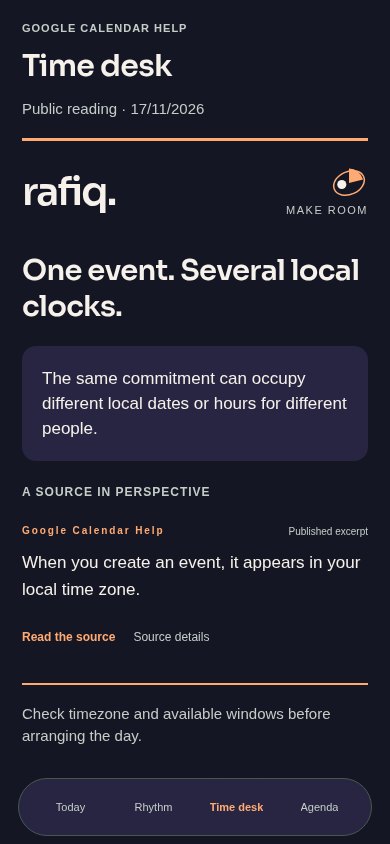 GOOGLE CALENDAR HELP
Time desk
Public reading · 17/11/2026
rafiq.
MAKE ROOM
One event. Several local
clocks.
The same commitment can occupy
different local dates or hours for different
people.
A SOURCE IN PERSPECTIVE
Google Calendar Help
Published excerpt
When you create an event, it appears in your
local time zone.
Read the source Source details
Check timezone and available windows before
arranging the day.
Today Rhythm Time desk Agenda